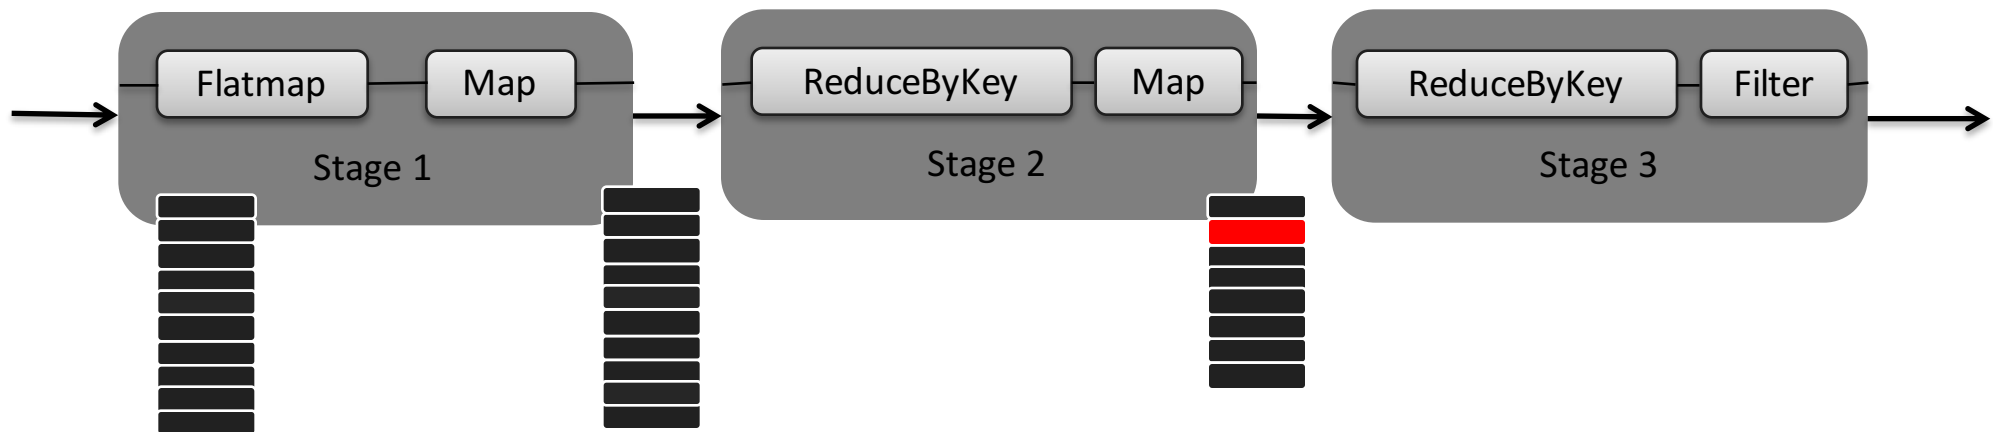 Flatmap
Map
Stage 1
ReduceByKey
Map
Stage 2
ReduceByKey
Filter
Stage 3